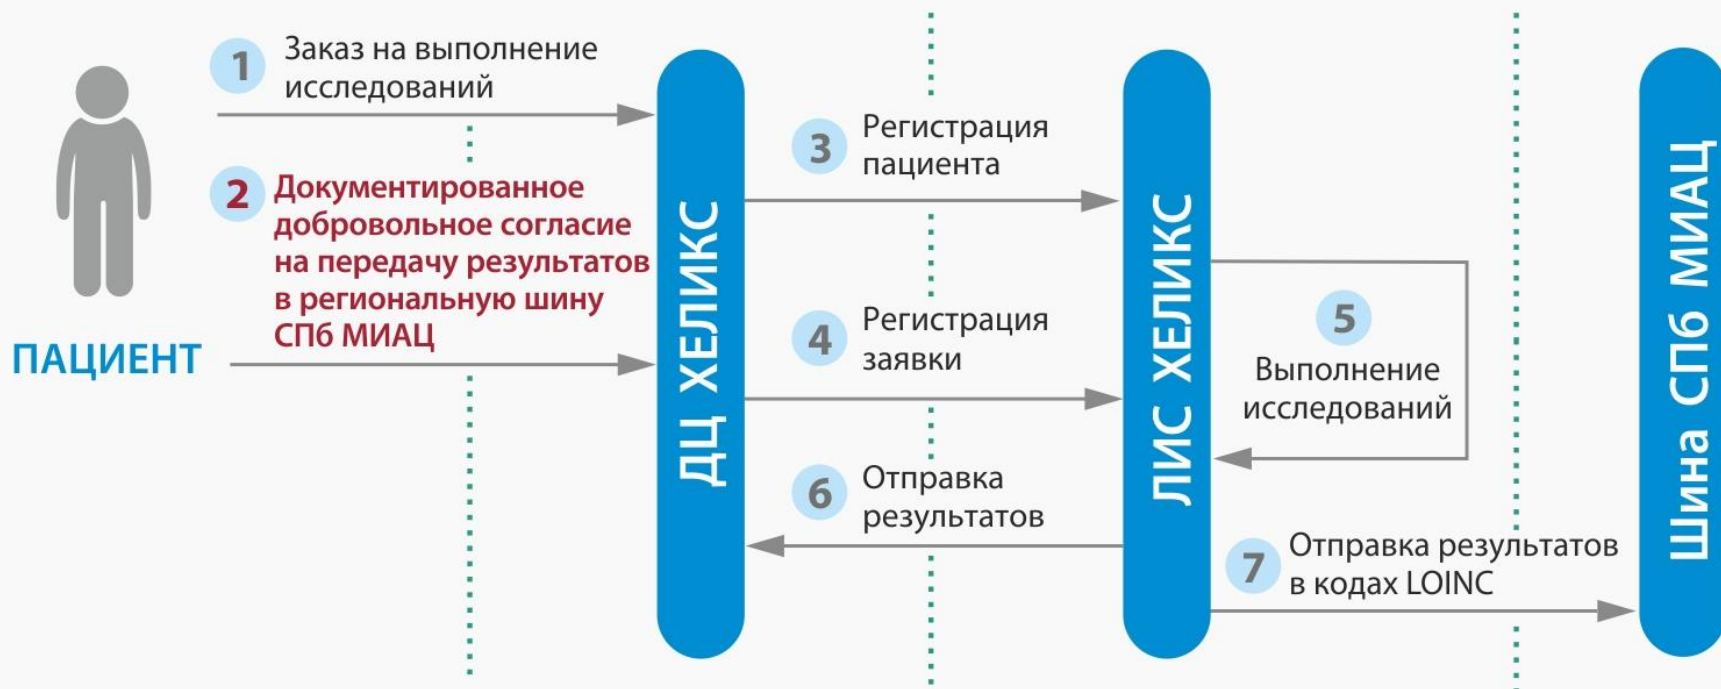 1
Заказ на выполнение
исследований
2
Документированное
добровольное согласие
на передачу результатов
в региональную шину
СПб МИАЦ
ПАЦИЕНТ
ДЦ ХЕЛИКС
3
Регистрация
пациента
4
Регистрация
заявки
6
Отправка
результатов
ЛИС ХЕЛИКС
5
Выполнение
исследований
7
Отправка результатов
в кодах LOINC
Шина СПб МИАЦ